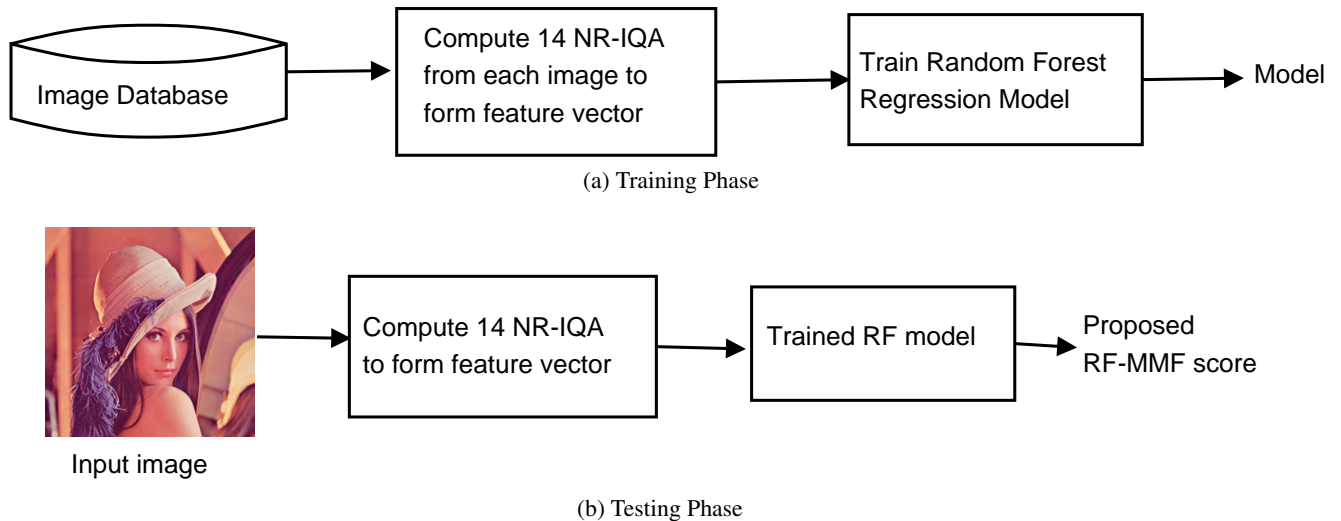 Image Database
Compute 14 NR-IQA
from each image to
form feature vector
Train Random Forest
Regression Model
Model
(a) Training Phase
Compute 14 NR-IQA
to form feature vector
Trained RF model
Proposed
RF-MMF score
Input image
(b) Testing Phase